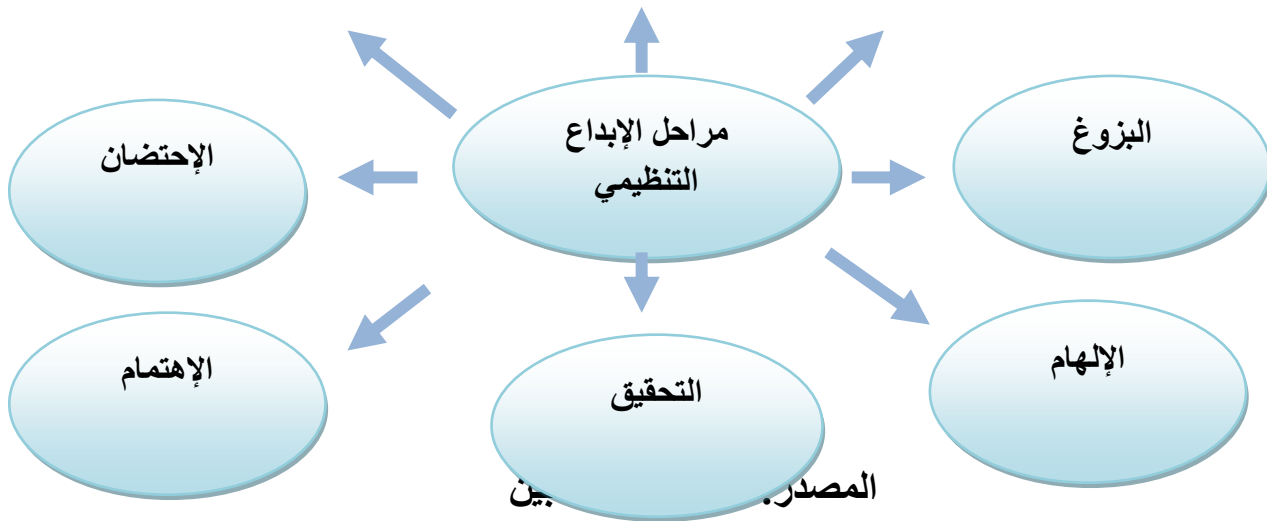 مراحل الإبداع
التنظيمي
البزوغ
الإحتضان
الإلهام
الإهتمام
التحقيق
المصدر: